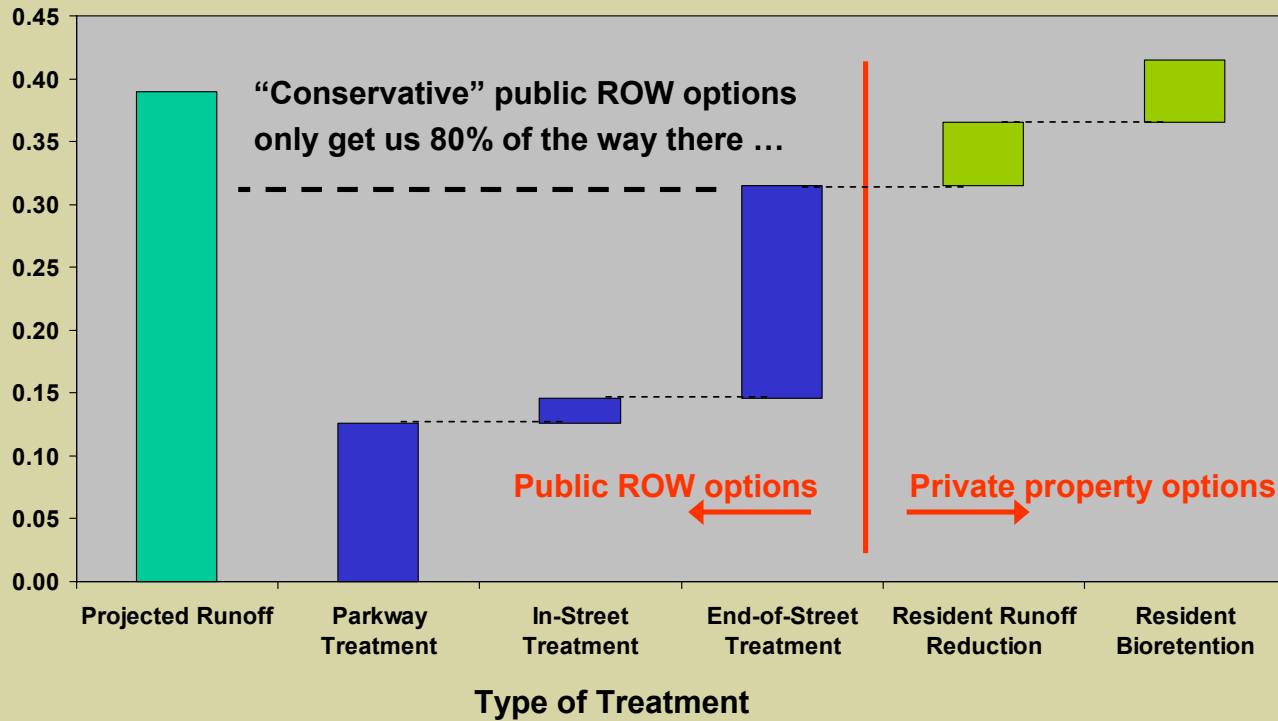 0.45
0.40
0.35
0.30
0.25
0.20
0.15
0.10
0.05
0.00
“Conservative” public ROW options
only get us 80% of the way there …
Public ROW options
Private property options
Projected Runoff
Parkway
Treatment
In-Street
Treatment
End-of-Street
Treatment
Resident Runoff
Reduction
Resident
Bioretention
Type of Treatment